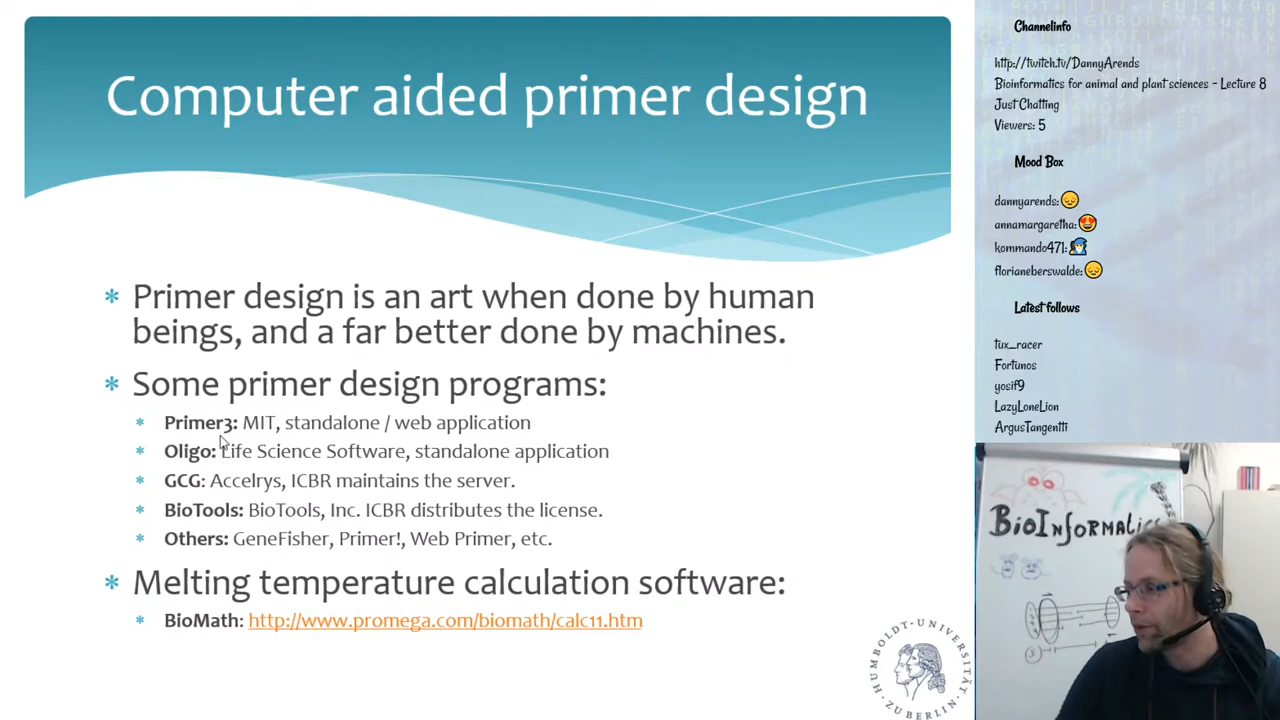 Computer aided primer design
* Primer design is an art when done by human
beings, and a far better done by machines.
* Some primer design programs:
* Primer3: MIT, standalone / web application
* Oligo: Life Science Software, standalone application
* GCG: Accelrys, ICBR maintains the server.
* BioTools: BioTools, Inc. ICBR distributes the license.
* Others: GeneFisher, Primer!, Web Primer, etc.
* Melting temperature calculation software:
* BioMath: http://www.promega.com/biomath/calc11.htm
HUMBOLDT-UNIVERSITÄT
ZU BERLIN
Channelinfo
http://twitch.tv/DannyArends
Bioinformatics for animal and plant sciences - Lecture 8
Just Chatting
Viewers: 5
Mood Box
dannyarends:
annamargaretha:
kommando471:
florianeberswalde:
Latest follows
tux_racer
Fortunos
yosif9
LazyLoneLion
ArgusTangentti
BioInformatics